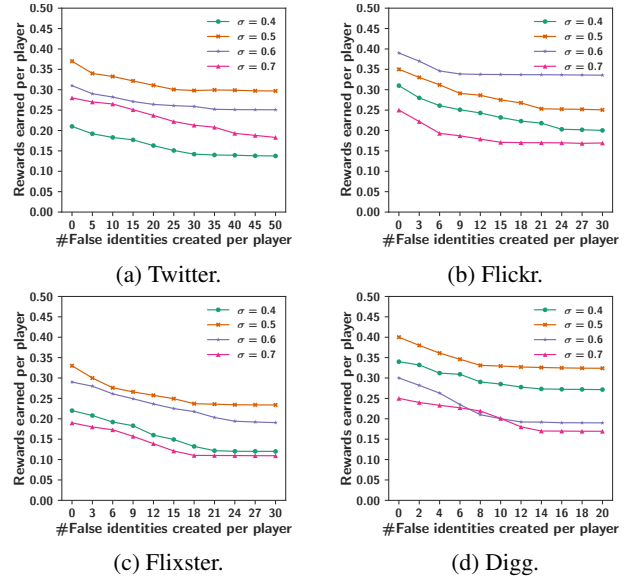 0.50
0.45
0.40
0.35
0.30
0.25
0.20
0.15
0.10
0.05
0.00
Rewards earned per player
σ = 0.4
σ = 0.5
σ = 0.6
σ = 0.7
0 5 10 15 20 25 30 35 40 45 50
#False identities created per player
(a) Twitter.
0.50
0.45
0.40
0.35
0.30
0.25
0.20
0.15
0.10
0.05
0.00
Rewards earned per player
σ = 0.4
σ = 0.5
σ = 0.6
σ = 0.7
0 3 6 9 12 15 18 21 24 27 30
#False identities created per player
(b) Flickr.
0.50
0.45
0.40
0.35
0.30
0.25
0.20
0.15
0.10
0.05
0.00
Rewards earned per player
σ = 0.4
σ = 0.5
σ = 0.6
σ = 0.7
0 3 6 9 12 15 18 21 24 27 30
#False identities created per player
(c) Flixster.
0.50
0.45
0.40
0.35
0.30
0.25
0.20
0.15
0.10
0.05
0.00
Rewards earned per player
σ = 0.4
σ = 0.5
σ = 0.6
σ = 0.7
0 2 4 6 8 10 12 14 16 18 20
#False identities created per player
(d) Digg.